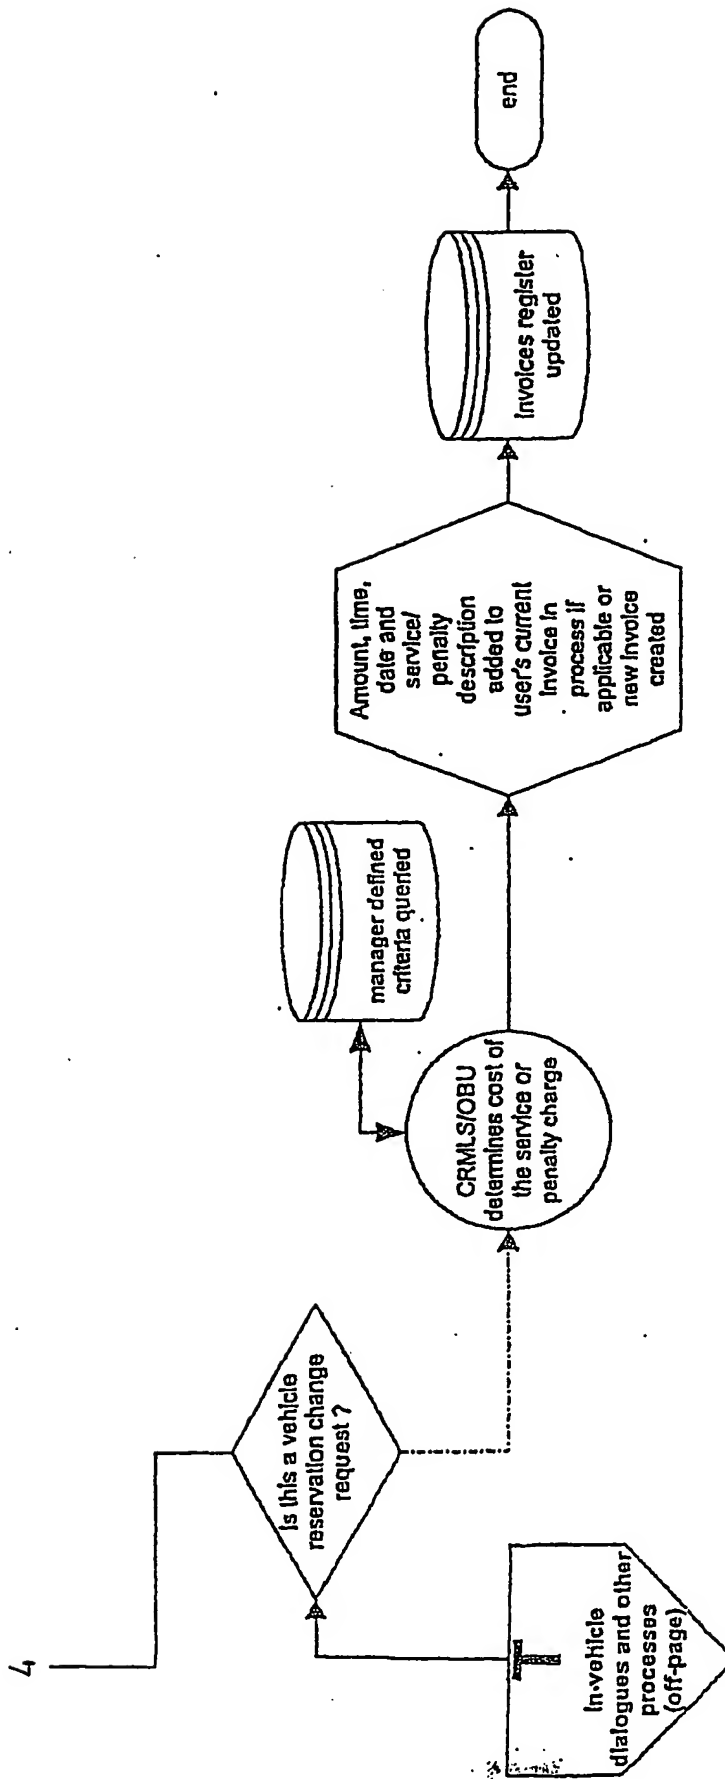 4
Is this a vehicle
reservation change
request ?
T
In-vehicle
dialogues and other
processes
(off-page)
CRMLS/OBU
determines cost of
the service or
penalty charge
manager defined
criteria queried
Amount, time,
date and
service/
penalty
description
added to
user's current
invoice in
process if
applicable or
new invoice
created
Invoices register
updated
end